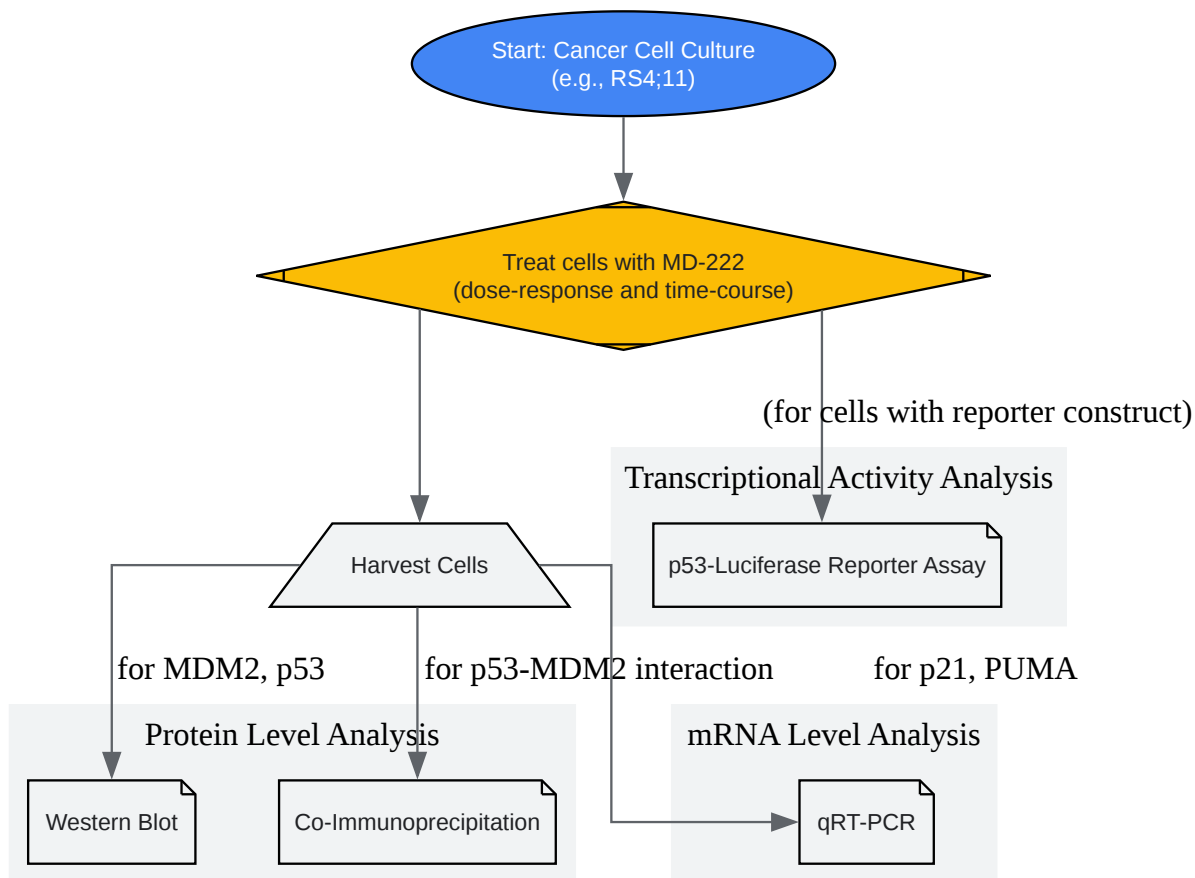 Start: Cancer Cell Culture
(e.g., RS4;11)
Treat cells with MD-222
(dose-response and time-course)
(for cells with reporter construct)
Transcriptional Activity Analysis
Harvest Cells
p53-Luciferase Reporter Assay
for MDM2, p53
for p53-MDM2 interaction
for p21, PUMA
Protein Level Analysis
mRNA Level Analysis
Western Blot
Co-Immunoprecipitation
qRT-PCR